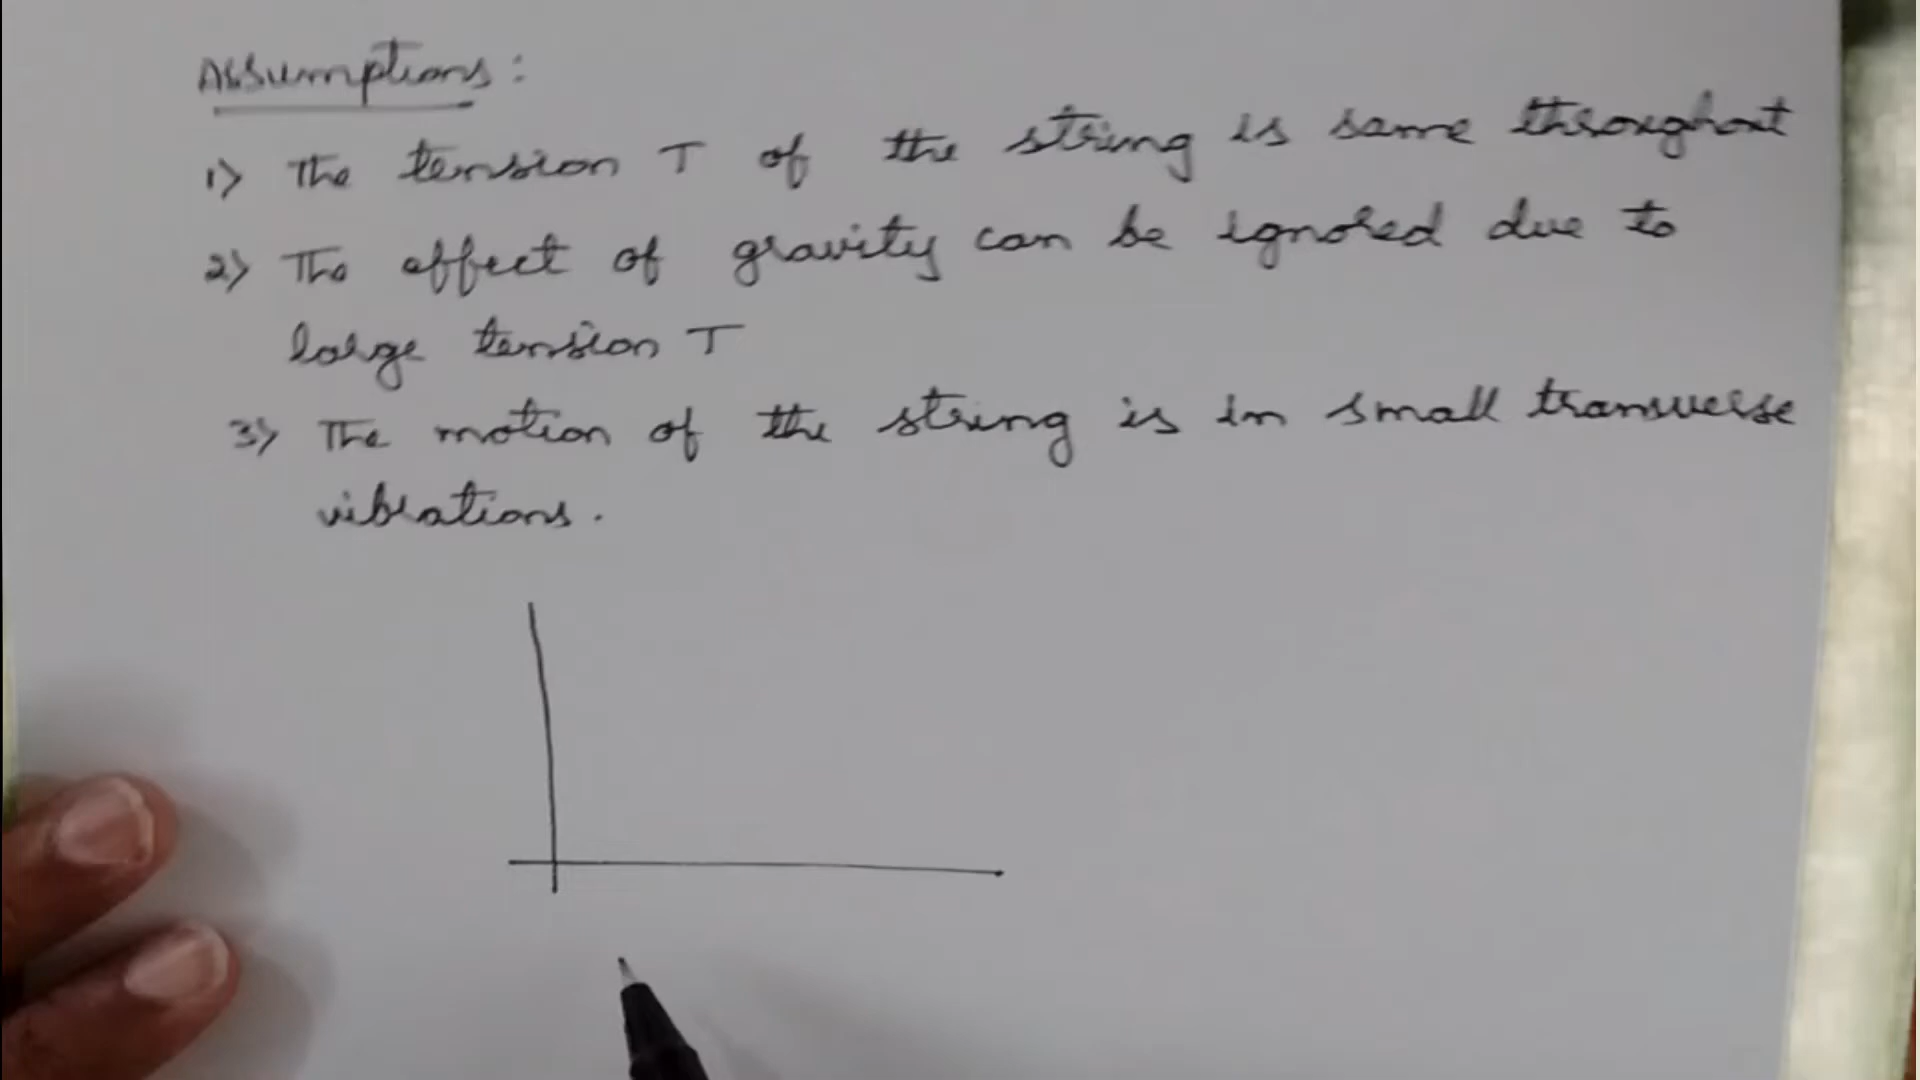 Assumptions:
1) The tension T of the string is same throughout
2) The effect of gravity can be ignored due to
large tension T
3) The motion of the string is in small transverse
vibrations.